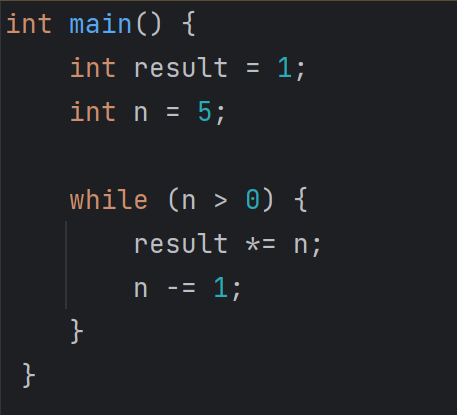 int main() {
    int result = 1;
    int n = 5;

    while (n > 0) {
        result *= n;
        n -= 1;
    }
 }